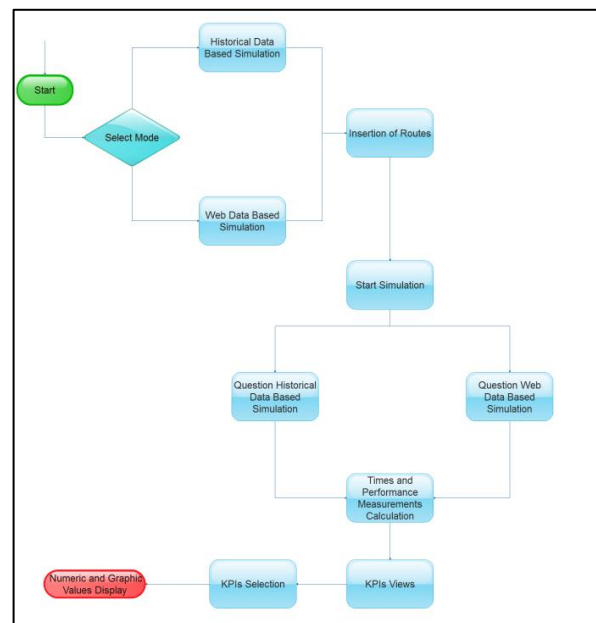 Historical Data
Based Simulation
Start
Select Mode
Insertion of Routes
Web Data Based
Simulation
Start Simulation
Question Historical
Data Based
Simulation
Question Web
Data Based
Simulation
Times and
Performance
Measurements
Calculation
Numeric and Graphic
Values Display
KPIs Selection
KPIs Views